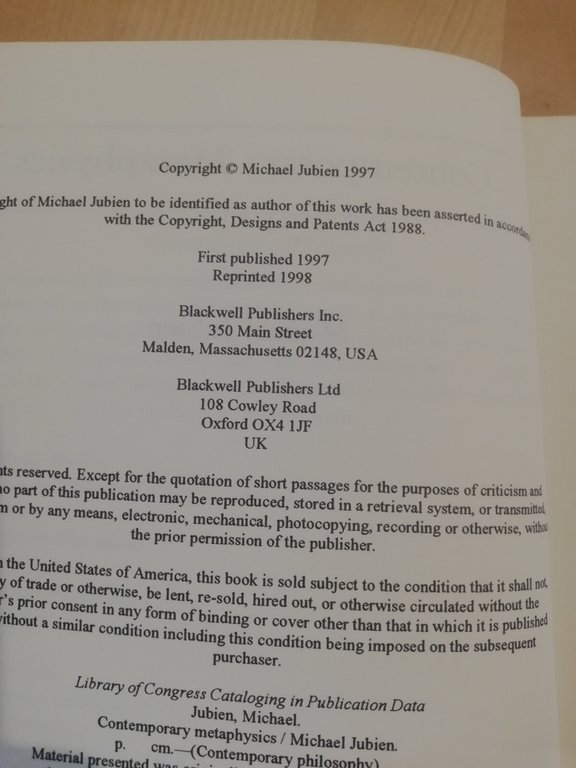 Copyright © Michael Jubien 1997
ght of Michael Jubien to be identified as author of this work has been asserted in accordan
with the Copyright, Designs and Patents Act 1988.
First published 1997
Reprinted 1998
Blackwell Publishers Inc.
350 Main Street
Malden, Massachusetts 02148, USA
Blackwell Publishers Ltd
108 Cowley Road
Oxford OX4 1JF
UK
hts reserved. Except for the quotation of short passages for the purposes of criticism and
no part of this publication may be reproduced, stored in a retrieval system, or transmitted
m or by any means, electronic, mechanical, photocopying, recording or otherwise, withou
the prior permission of the publisher.
n the United States of America, this book is sold subject to the condition that it shall not,
y of trade or otherwise, be lent, re-sold, hired out, or otherwise circulated without the
r's prior consent in any form of binding or cover other than that in which it is published
without a similar condition including this condition being imposed on the subsequent
purchaser.
Library of Congress Cataloging in Publication Data
Jubien, Michael.
Contemporary metaphysics / Michael Jubien.
p. cm.—(Contemporary philosophy)
Material presented was